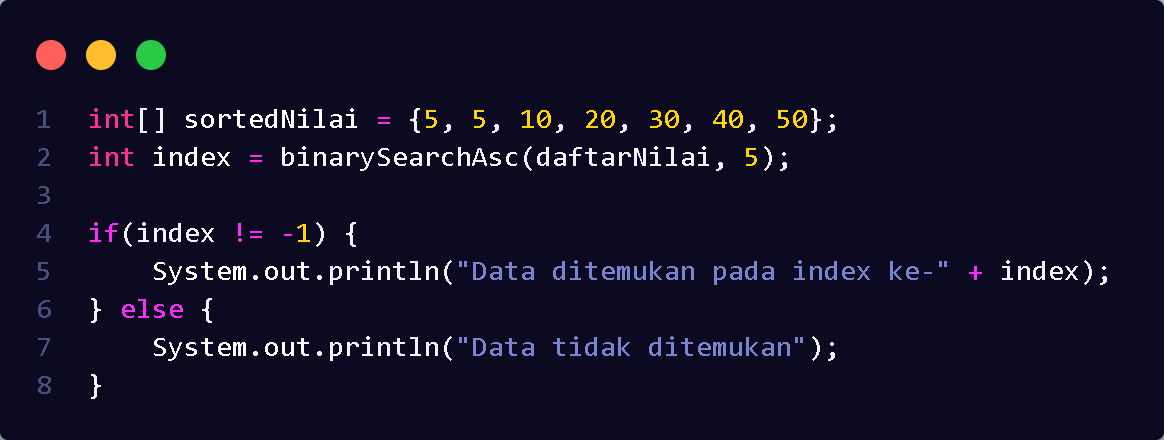 1 int[] sortedNilai = {5, 5, 10, 20, 30, 40, 50};
2 int index = binarySearchAsc(daftarNilai, 5);
3
4 if(index != -1) {
5     System.out.println("Data ditemukan pada index ke-" + index);
6 } else {
7     System.out.println("Data tidak ditemukan");
8 }